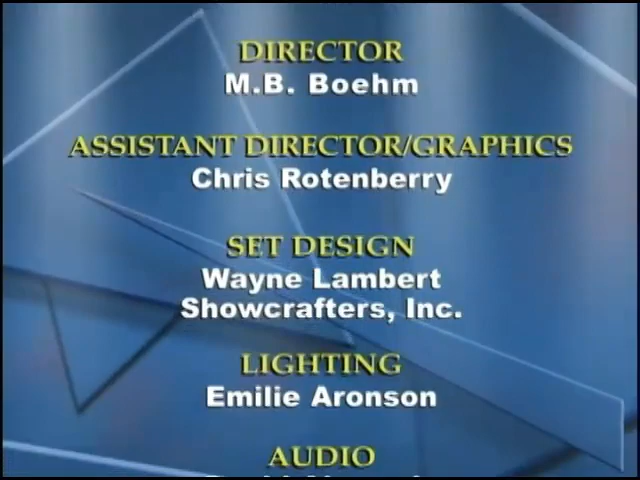 DIRECTOR
M.B. Boehm
ASSISTANT DIRECTOR/GRAPHICS
Chris Rotenberry
SET DESIGN
Wayne Lambert
Showcrafters, Inc.
LIGHTING
Emilie Aronson
AUDIO